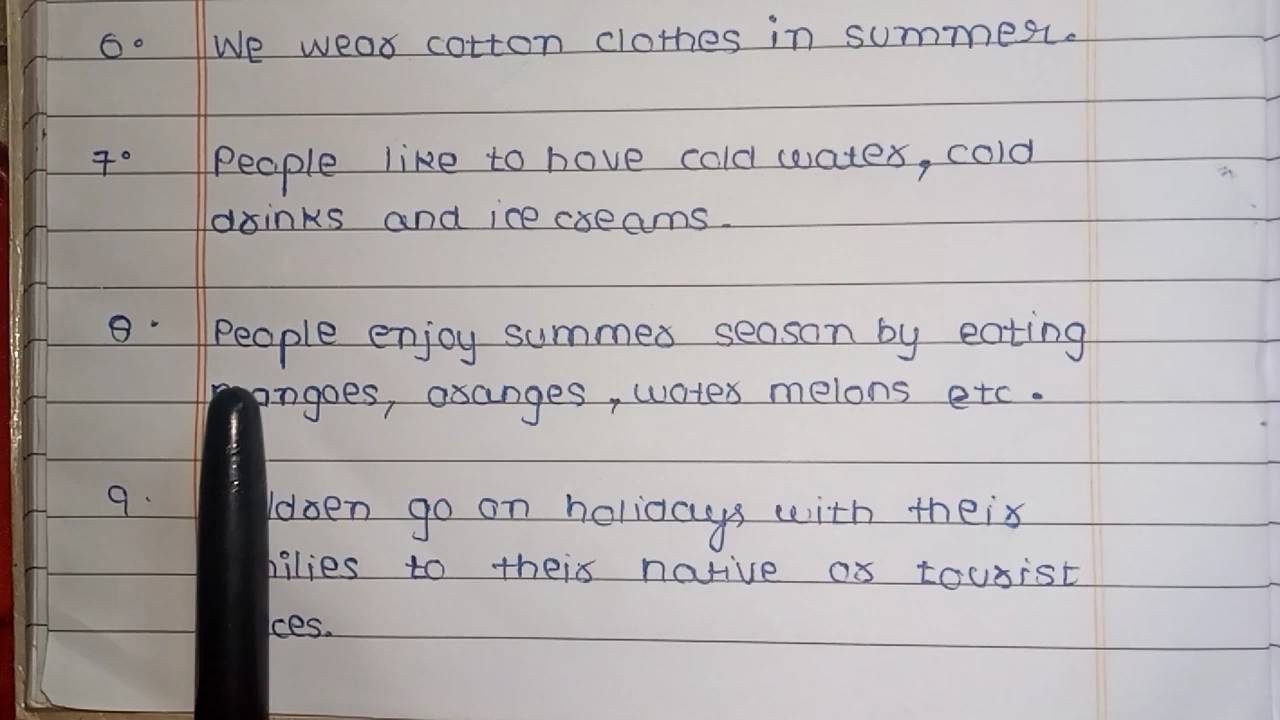 6. We wear cotton clothes in summer.
7. People like to have cold water, cold
drinks and ice creams.
8. People enjoy summer season by eating
mangoes, oranges, water melons etc.
9. ldren go on holidays with their
ilies to their native or tourist
ces.